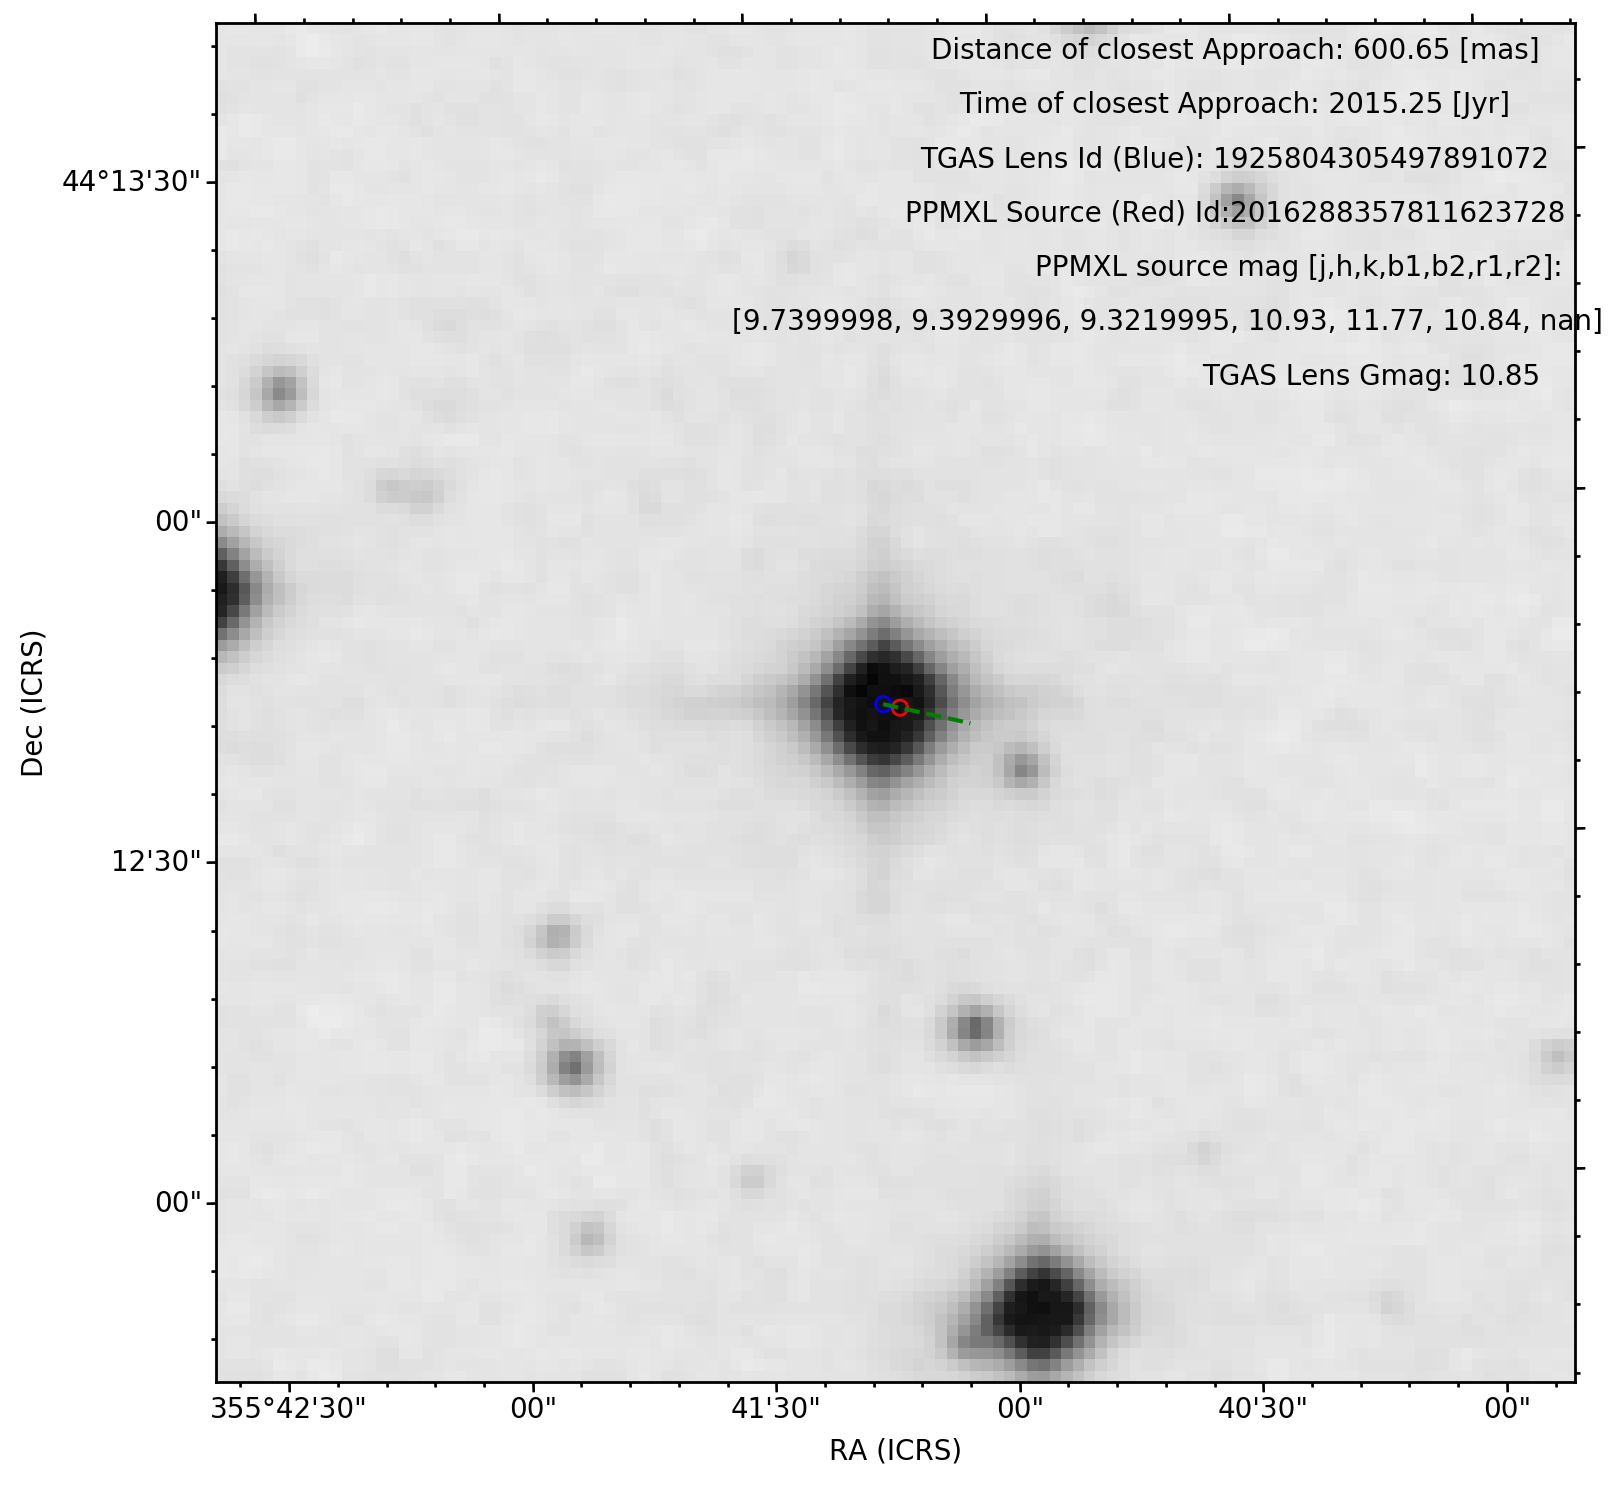 Distance of closest Approach: 600.65 [mas]
Time of closest Approach: 2015.25 [Jyr]
TGAS Lens Id (Blue): 1925804305497891072
PPMXL Source (Red) Id:2016288357811623728
PPMXL source mag [j,h,k,b1,b2,r1,r2]:
[9.7399998, 9.3929996, 9.3219995, 10.93, 11.77, 10.84, nan]
TGAS Lens Gmag: 10.85
44°13'30"
00"
12'30"
00"
Dec (ICRS)
355°42'30" 00" 41'30" 00" 40'30" 00"
RA (ICRS)